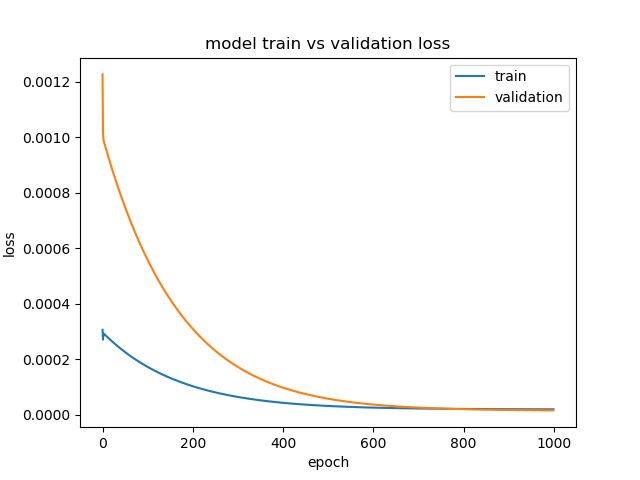 model train vs validation loss
train
validation
loss
0.0012
0.0010
0.0008
0.0006
0.0004
0.0002
0.0000
0 200 400 600 800 1000
epoch